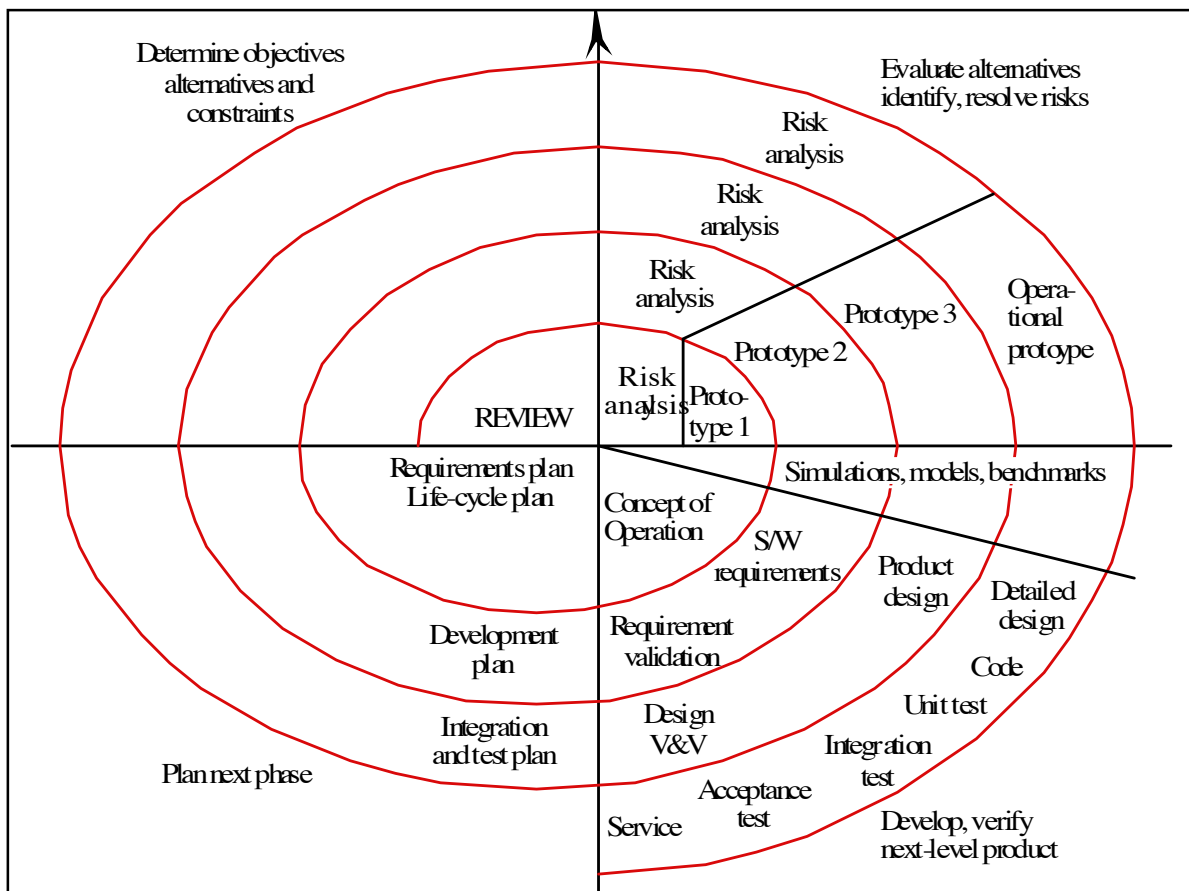 Determine objectives
alternatives and
constraints
Evaluate alternatives
identify, resolve risks
Risk
analysis
Risk
analysis
Risk
analysis
Risk
analysis
Proto-
type 1
Prototype 2
Prototype 3
Opera-
tional
protoype
REVIEW
Requirements plan
Life-cycle plan
Simulations, models, benchmarks
Concept of
Operation
S/W
requirements
Product
design
Detailed
design
Development
plan
Requirement
validation
Code
Unit test
Integration
and test plan
Design
V&V
Integration
test
Plan next phase
Acceptance
test
Service
Develop, verify
next-level product